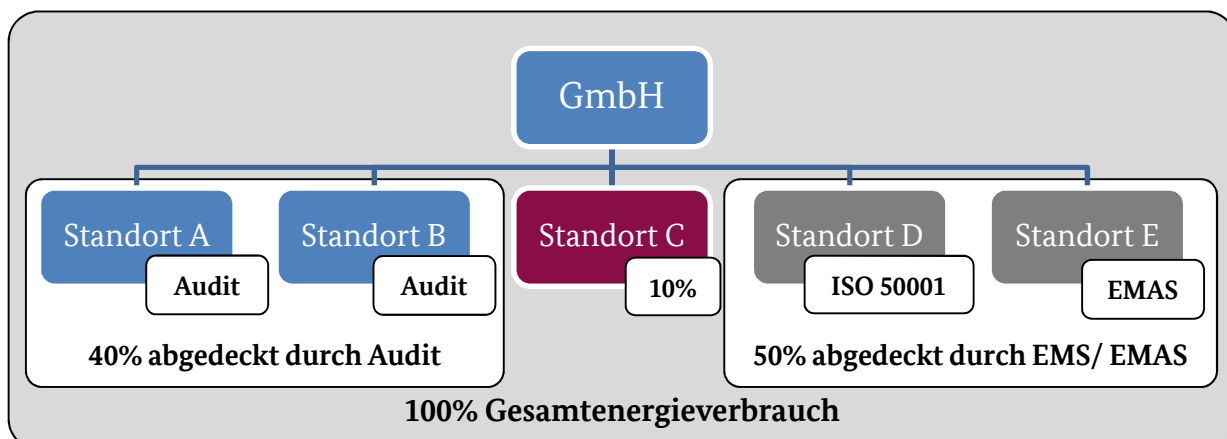 GmbH
Standort A
Audit
Standort B
Audit
40% abgedeckt durch Audit
Standort C
10%
Standort D
ISO 50001
Standort E
EMAS
50% abgedeckt durch EMS/ EMAS
100% Gesamtenergieverbrauch